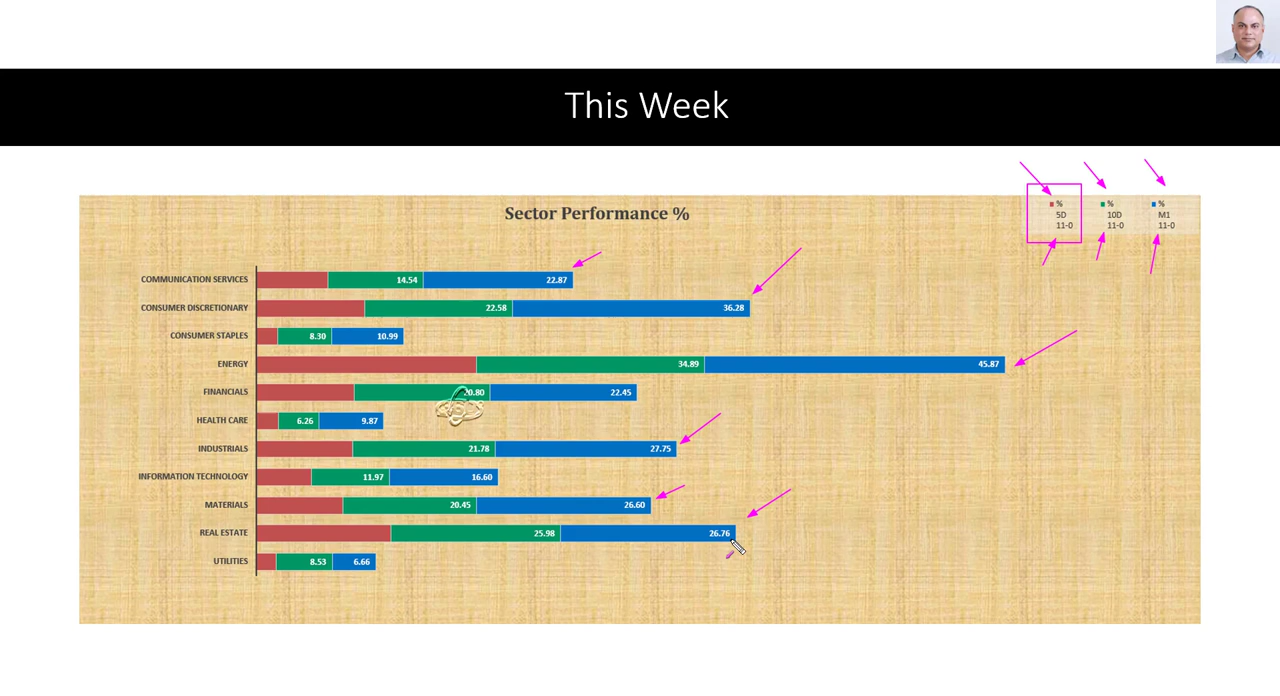 This Week
Sector Performance %
% % %
5D 10D M1
11-0 11-0 11-0
COMMUNICATION SERVICES 14.54 22.87
CONSUMER DISCRETIONARY 22.58 36.28
CONSUMER STAPLES 8.30 10.99
ENERGY 34.89 45.87
FINANCIALS 20.80 22.45
HEALTH CARE 6.26 9.87
INDUSTRIALS 21.78 27.75
INFORMATION TECHNOLOGY 11.97 16.60
MATERIALS 20.45 26.60
REAL ESTATE 25.98 26.76
UTILITIES 8.53 6.66